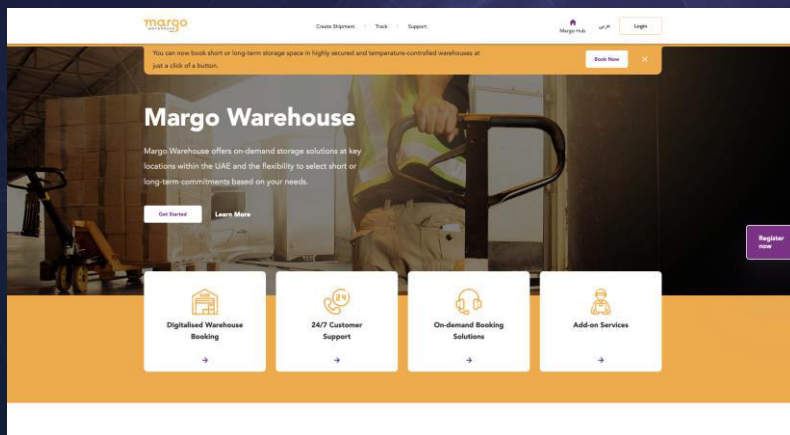 margo
warehouse
Create Shipment
Track
Support
Margo Hub
عربي
Login
You can now book short or long-term storage space in highly secured and temperature-controlled warehouses at
just a click of a button.
Book Now
Margo Warehouse
Margo Warehouse offers on-demand storage solutions at key
locations within the UAE and the flexibility to select short or
long-term commitments based on your needs.
Get Started
Learn More
Register
now
Digitalised Warehouse
Booking
24
24/7 Customer
Support
On-demand Booking
Solutions
Add-on Services